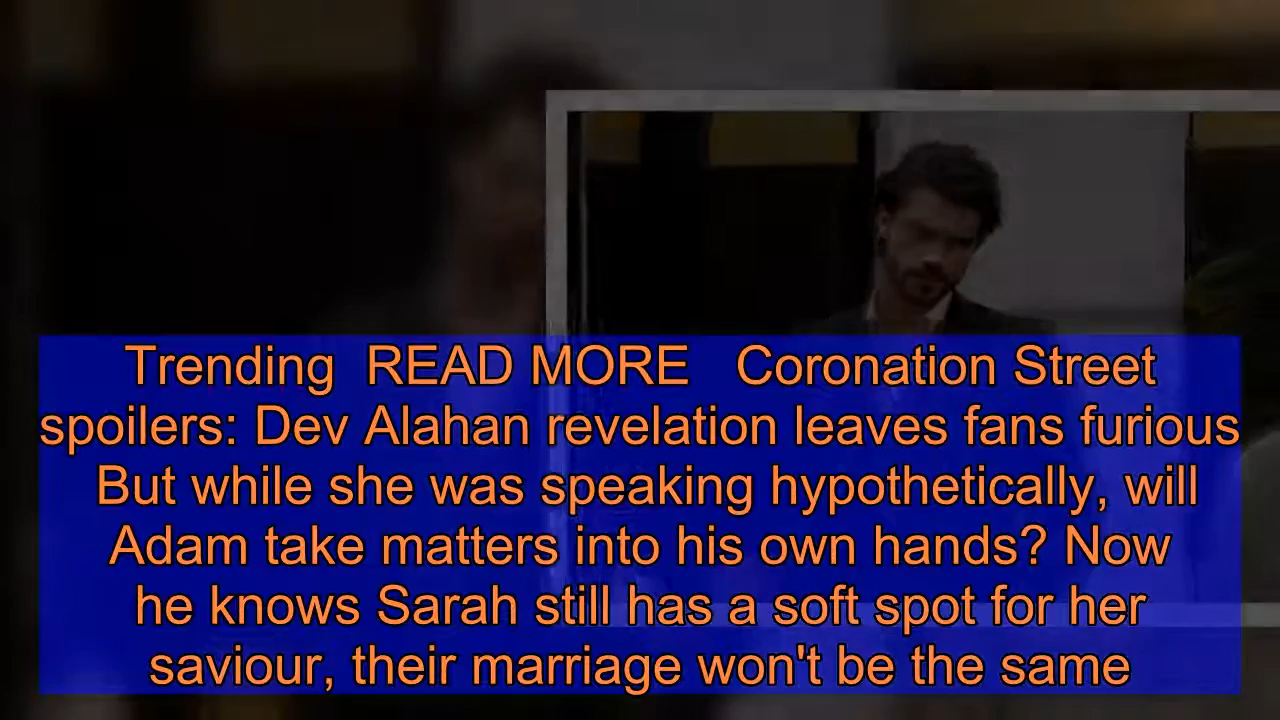 Trending  READ MORE   Coronation Street
spoilers: Dev Alahan revelation leaves fans furious
But while she was speaking hypothetically, will
Adam take matters into his own hands? Now
he knows Sarah still has a soft spot for her
saviour, their marriage won't be the same